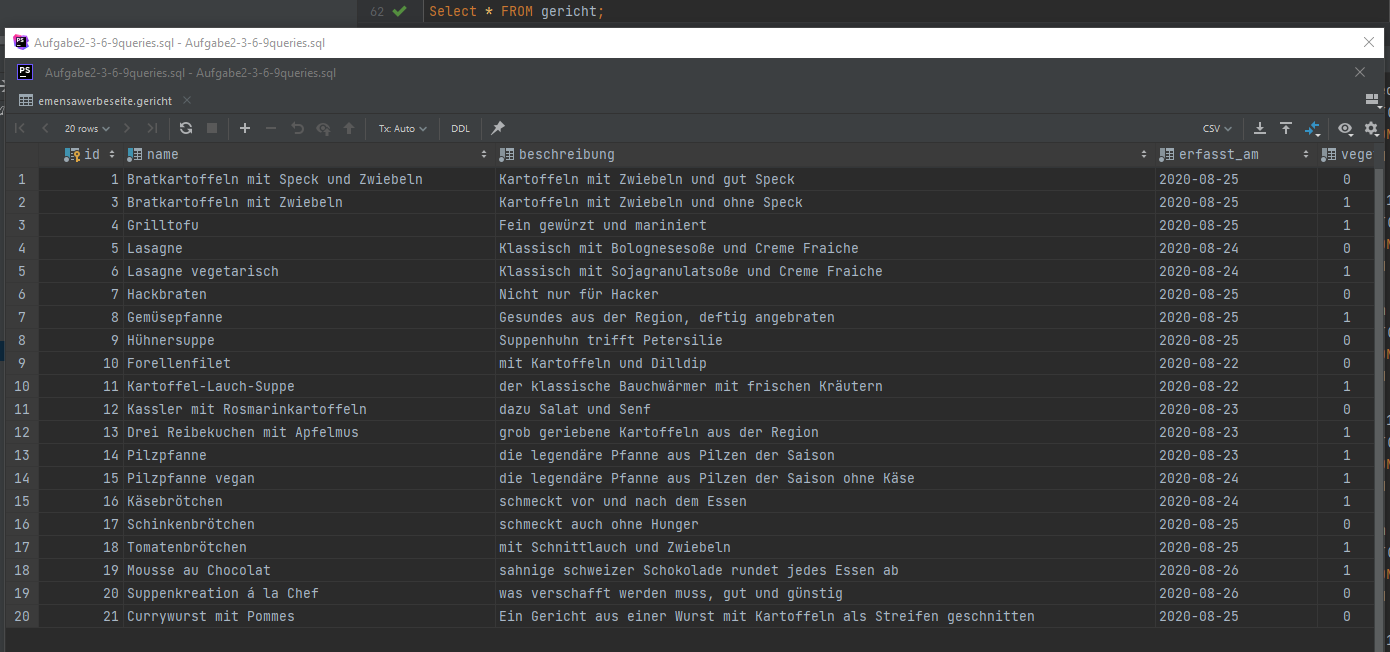 62 Select * FROM gericht;
PS Aufgabe2-3-6-9queries.sql - Aufgabe2-3-6-9queries.sql
PS Aufgabe2-3-6-9queries.sql - Aufgabe2-3-6-9queries.sql
emensawerbeseite.gericht
20 rows Tx: Auto DDL CSV
id name beschreibung erfasst_am vege
1 1 Bratkartoffeln mit Speck und Zwiebeln Kartoffeln mit Zwiebeln und gut Speck 2020-08-25 0
2 3 Bratkartoffeln mit Zwiebeln Kartoffeln mit Zwiebeln und ohne Speck 2020-08-25 1
3 4 Grilltofu Fein gewürzt und mariniert 2020-08-25 1
4 5 Lasagne Klassisch mit Bolognesesoße und Creme Fraiche 2020-08-24 0
5 6 Lasagne vegetarisch Klassisch mit Sojagranulatsoße und Creme Fraiche 2020-08-24 1
6 7 Hackbraten Nicht nur für Hacker 2020-08-25 0
7 8 Gemüsepfanne Gesundes aus der Region, deftig angebraten 2020-08-25 1
8 9 Hühnersuppe Suppenhuhn trifft Petersilie 2020-08-25 0
9 10 Forellenfilet mit Kartoffeln und Dilldip 2020-08-22 0
10 11 Kartoffel-Lauch-Suppe der klassische Bauchwärmer mit frischen Kräutern 2020-08-22 1
11 12 Kassler mit Rosmarinkartoffeln dazu Salat und Senf 2020-08-23 0
12 13 Drei Reibekuchen mit Apfelmus grob geriebene Kartoffeln aus der Region 2020-08-23 1
13 14 Pilzpfanne die legendäre Pfanne aus Pilzen der Saison 2020-08-23 1
14 15 Pilzpfanne vegan die legendäre Pfanne aus Pilzen der Saison ohne Käse 2020-08-24 1
15 16 Käsebrötchen schmeckt vor und nach dem Essen 2020-08-24 1
16 17 Schinkenbrötchen schmeckt auch ohne Hunger 2020-08-25 0
17 18 Tomatenbrötchen mit Schnittlauch und Zwiebeln 2020-08-25 1
18 19 Mousse au Chocolat sahnige schweizer Schokolade rundet jedes Essen ab 2020-08-26 1
19 20 Suppenkreation á la Chef was verschafft werden muss, gut und günstig 2020-08-26 0
20 21 Currywurst mit Pommes Ein Gericht aus einer Wurst mit Kartoffeln als Streifen geschnitten 2020-08-25 0